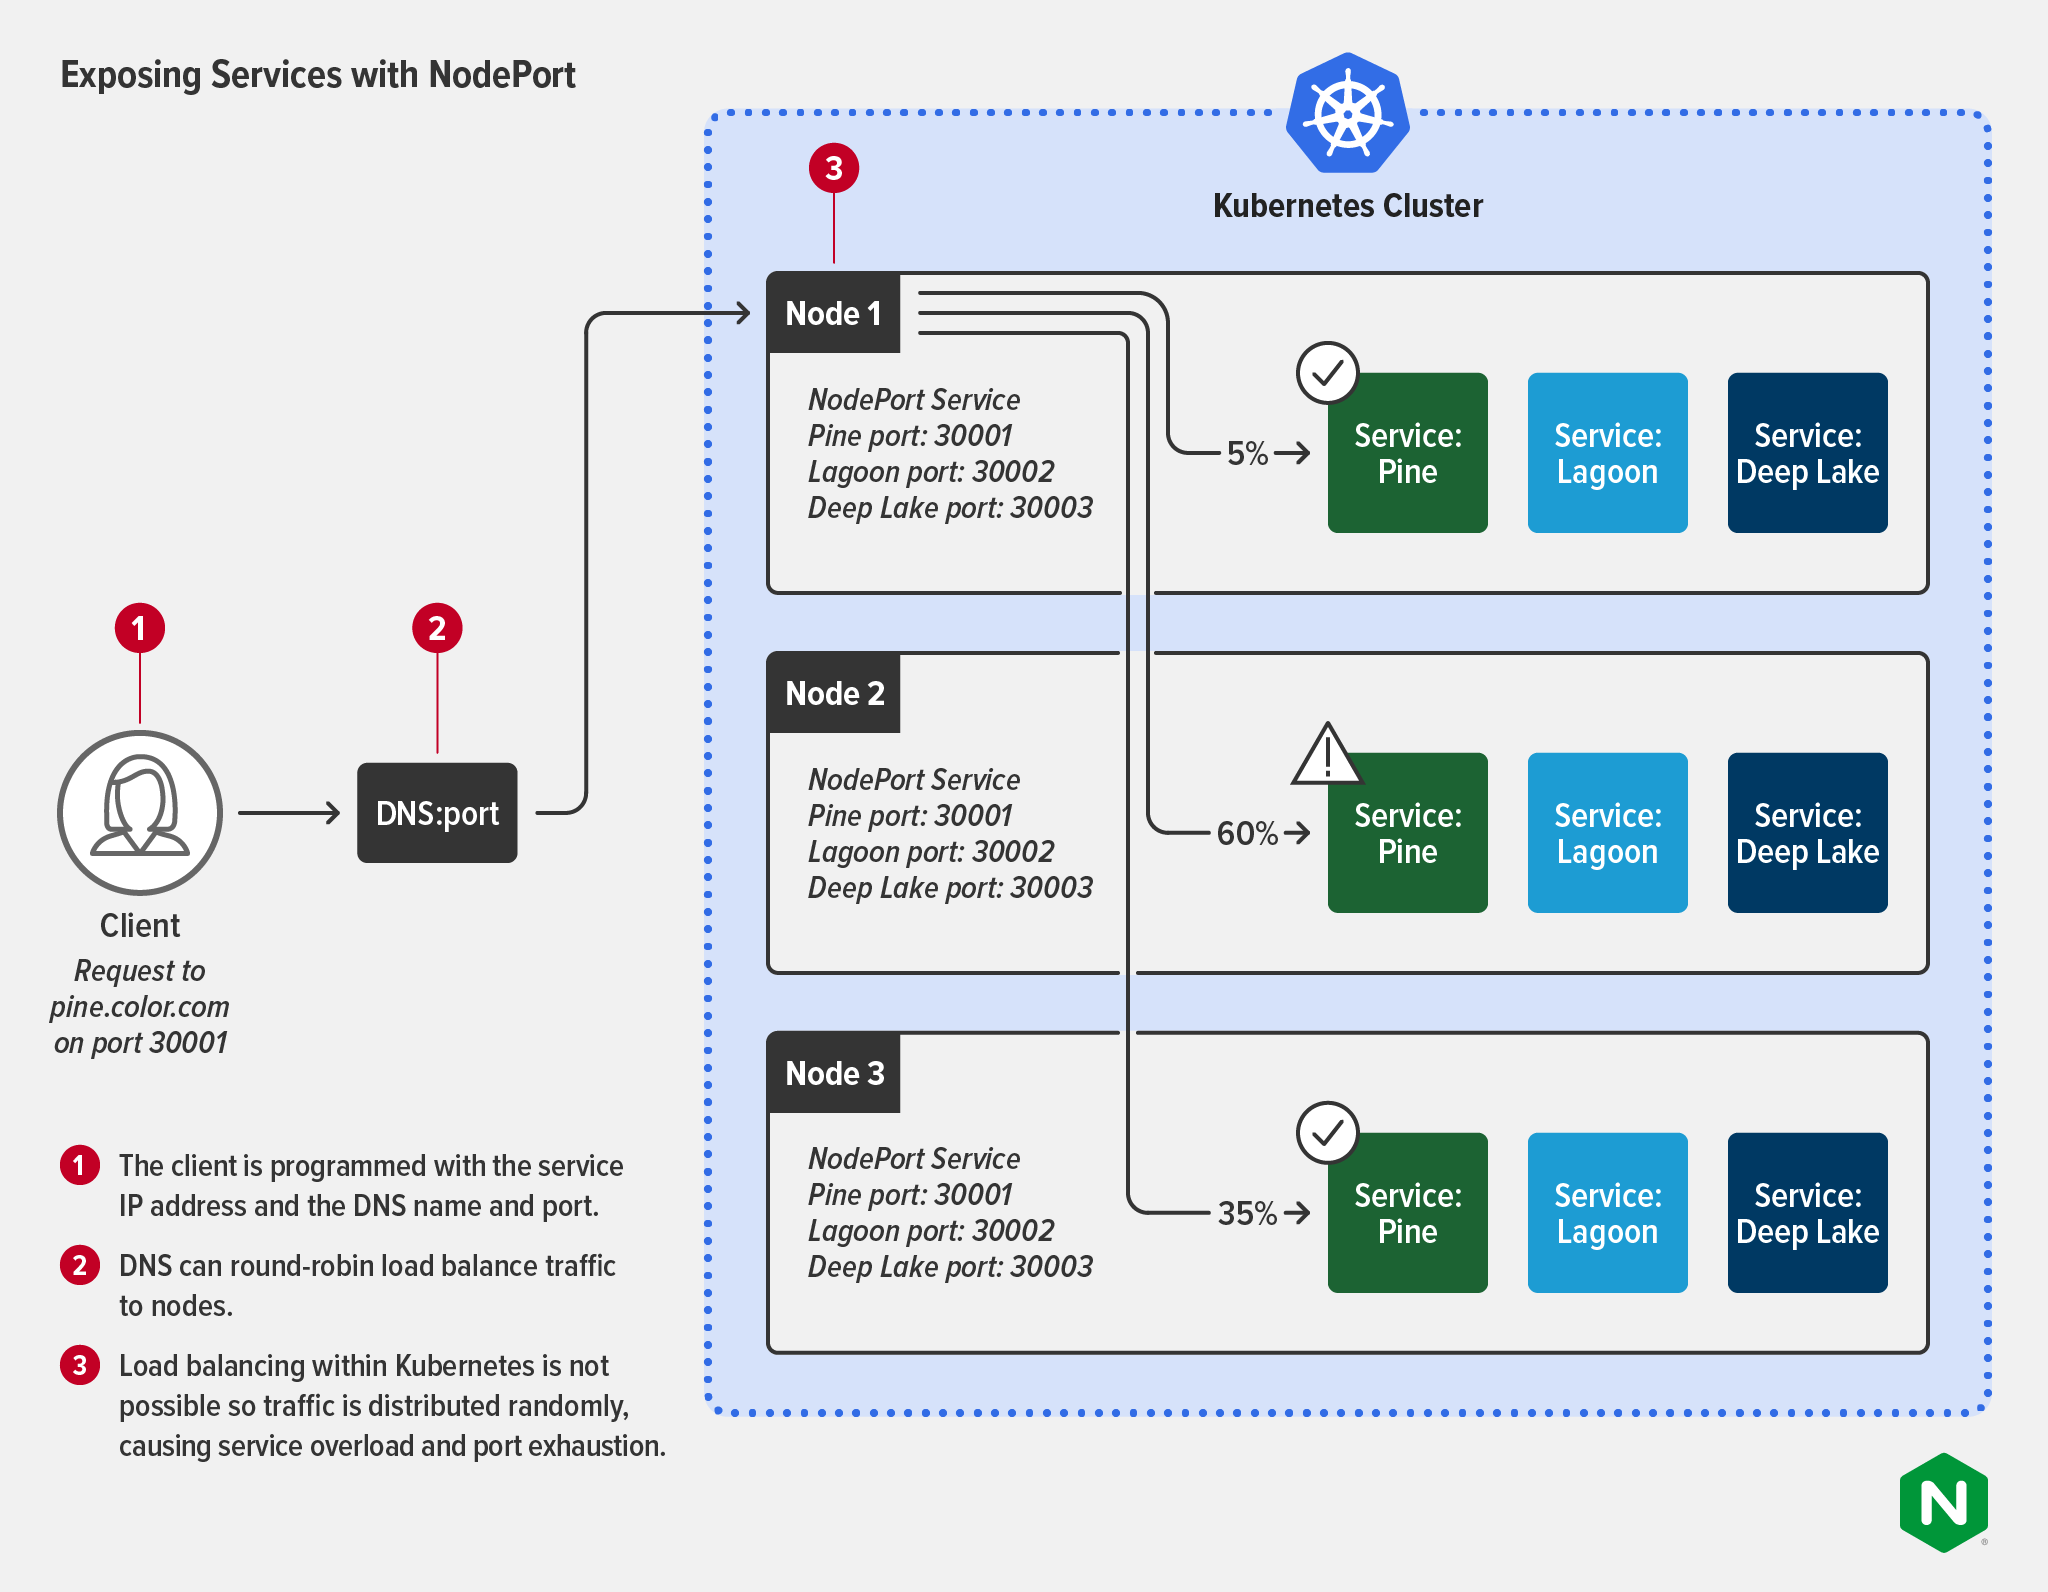 Exposing Services with NodePort
3
Kubernetes Cluster
Node 1
NodePort Service
Pine port: 30001
Lagoon port: 30002
Deep Lake port: 30003
5%
Service:
Pine
Service:
Lagoon
Service:
Deep Lake
1
2
Node 2
NodePort Service
Pine port: 30001
Lagoon port: 30002
Deep Lake port: 30003
60%
Service:
Pine
Service:
Lagoon
Service:
Deep Lake
DNS:port
Client
Request to
pine.color.com
on port 30001
Node 3
NodePort Service
Pine port: 30001
Lagoon port: 30002
Deep Lake port: 30003
35%
Service:
Pine
Service:
Lagoon
Service:
Deep Lake
1 The client is programmed with the service
IP address and the DNS name and port.
2 DNS can round-robin load balance traffic
to nodes.
3 Load balancing within Kubernetes is not
possible so traffic is distributed randomly,
causing service overload and port exhaustion.
N ®